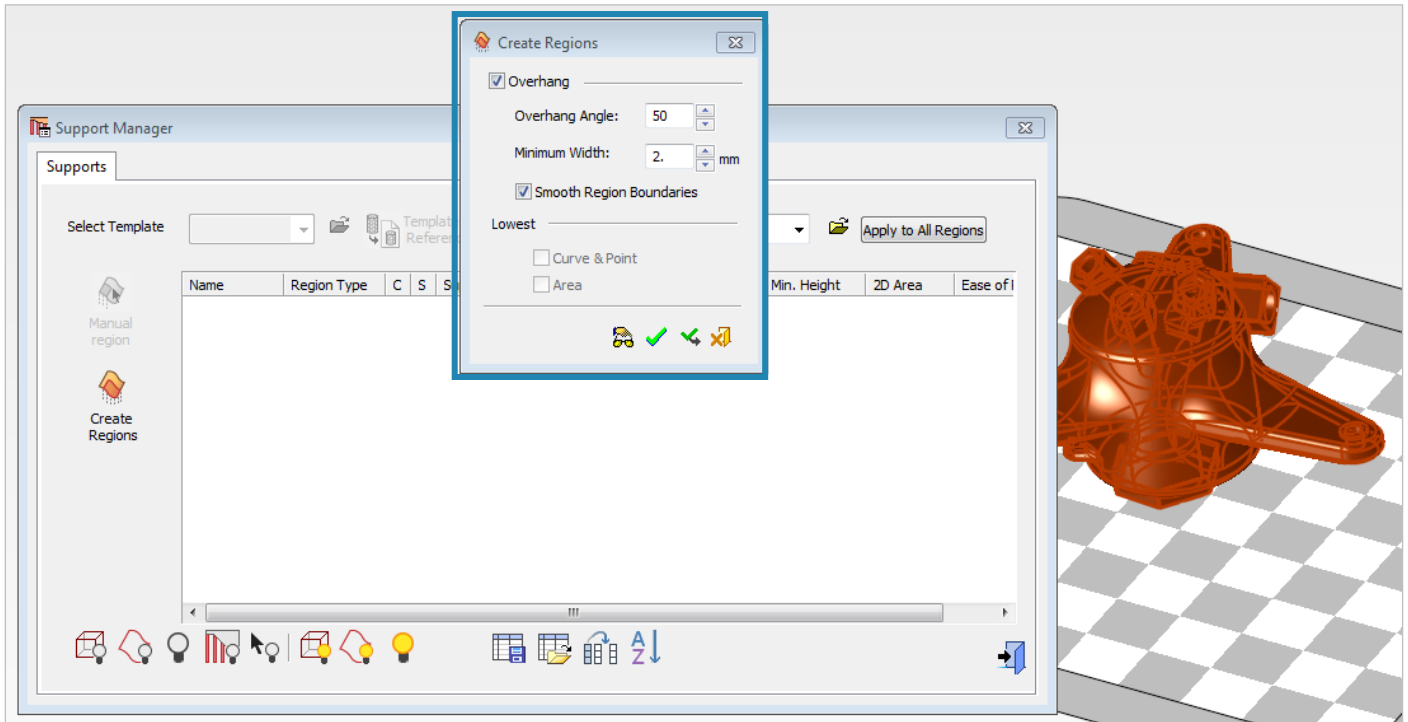 Create Regions
Overhang
Overhang Angle: 50
Minimum Width: 2. mm
Smooth Region Boundaries
Lowest
Curve & Point
Area
Support Manager
Supports
Select Template
Apply to All Regions
Manual
region
Create
Regions
Name Region Type C S Min. Height 2D Area Ease of
A
Z